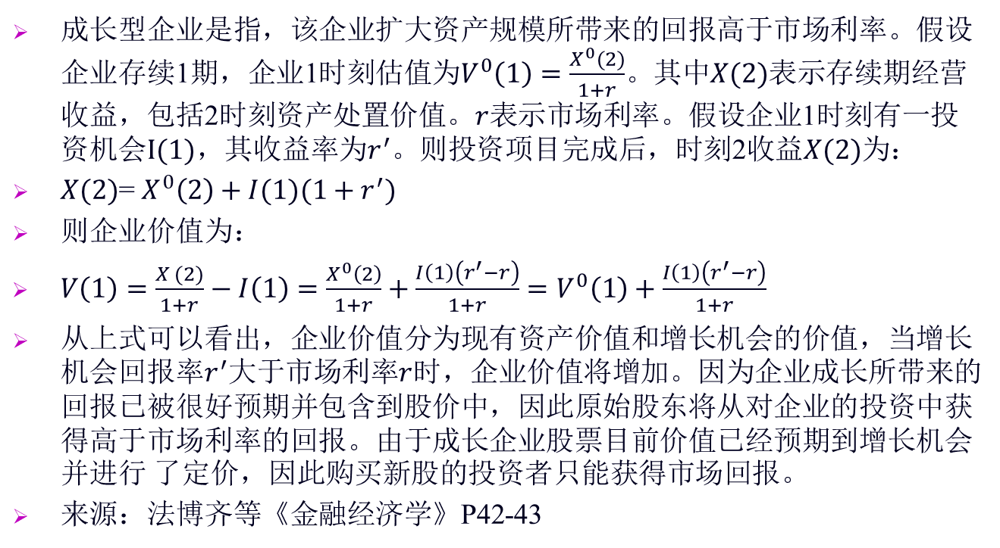 ➢ 成长型企业是指，该企业扩大资产规模所带来的回报高于市场利率。假设
企业存续1期，企业1时刻估值为V⁰(1) = X⁰(2)/(1+r)。其中X(2)表示存续期经营
收益，包括2时刻资产处置价值。r表示市场利率。假设企业1时刻有一投
资机会I(1)，其收益率为r′。则投资项目完成后，时刻2收益X(2)为：
➢ X(2)= X⁰(2) + I(1)(1 + r′)
➢ 则企业价值为：
➢ V(1) = X (2)/(1+r) − I(1) = X⁰(2)/(1+r) + I(1)(r′−r)/(1+r) = V⁰(1) + I(1)(r′−r)/(1+r)
➢ 从上式可以看出，企业价值分为现有资产价值和增长机会的价值，当增长
机会回报率r′大于市场利率r时，企业价值将增加。因为企业成长所带来的
回报已被很好预期并包含到股价中，因此原始股东将从对企业的投资中获
得高于市场利率的回报。由于成长企业股票目前价值已经预期到增长机会
并进行 了定价，因此购买新股的投资者只能获得市场回报。
➢ 来源：法博齐等《金融经济学》P42-43